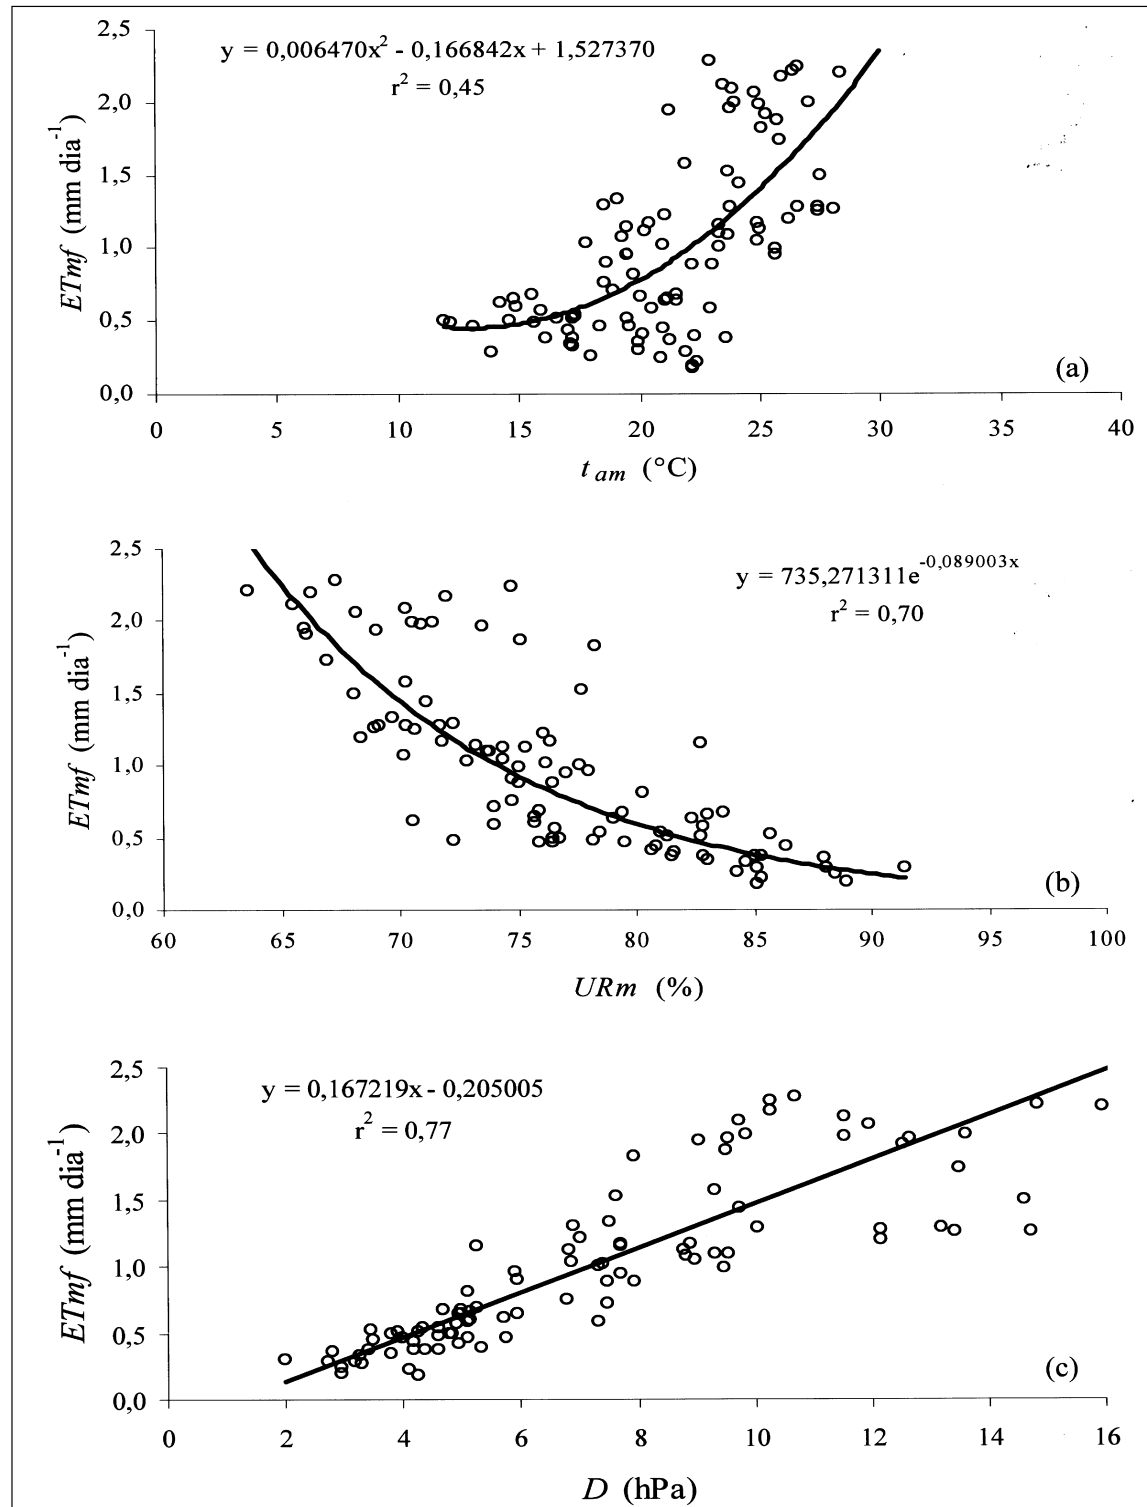 y = 0,006470x² - 0,166842x + 1,527370
r² = 0,45
2,5
2,0
1,5
1,0
0,5
0,0
ETmf (mm dia⁻¹)
(a)
0 5 10 15 20 25 30 35 40
t am (°C)
y = 735,271311e^-0,089003x
r² = 0,70
2,5
2,0
1,5
1,0
0,5
0,0
ETmf (mm dia⁻¹)
(b)
60 65 70 75 80 85 90 95 100
URm (%)
y = 0,167219x - 0,205005
r² = 0,77
2,5
2,0
1,5
1,0
0,5
0,0
ETmf (mm dia⁻¹)
(c)
0 2 4 6 8 10 12 14 16
D (hPa)